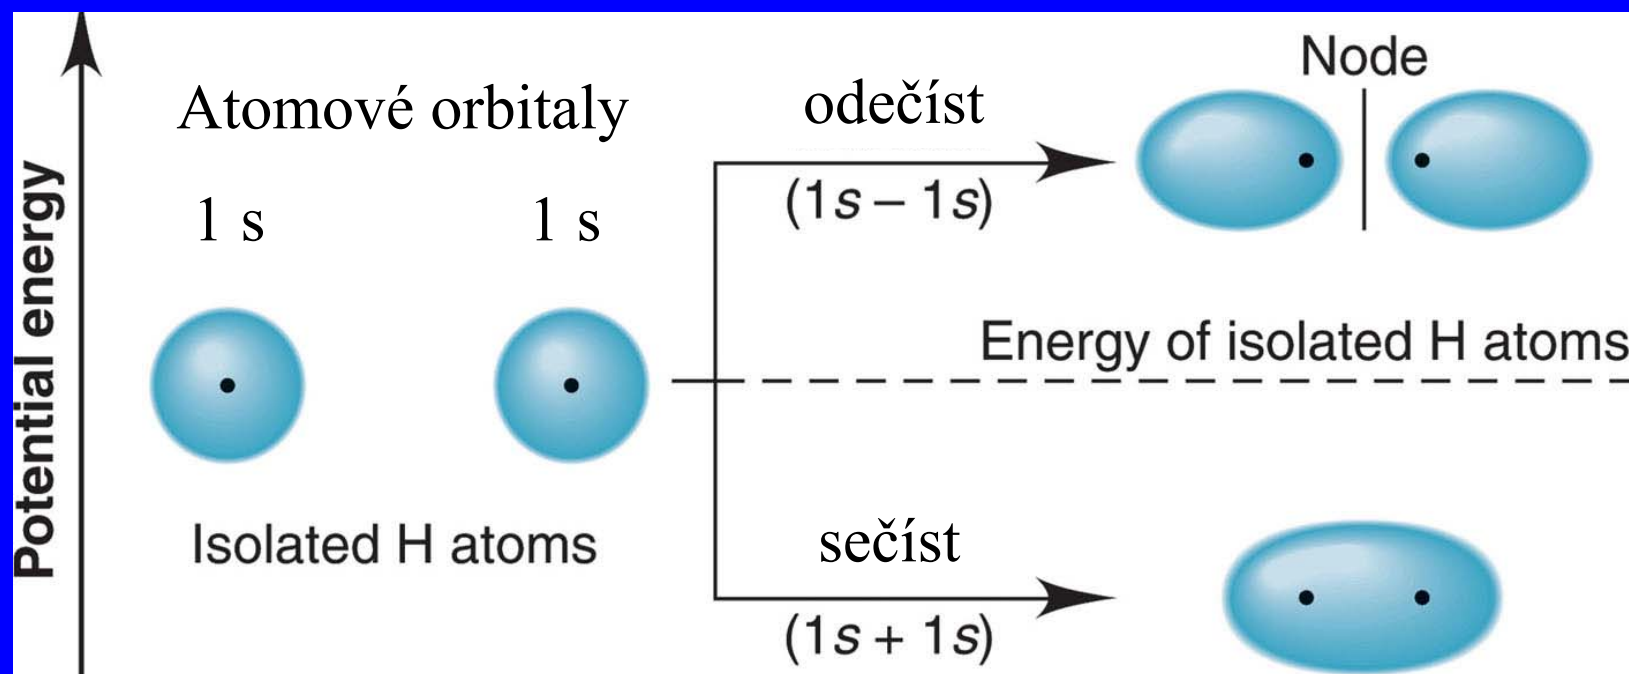 Potential energy
Atomové orbitaly
1 s
1 s
Isolated H atoms
odečíst
(1s – 1s)
Node
Energy of isolated H atoms
sečíst
(1s + 1s)